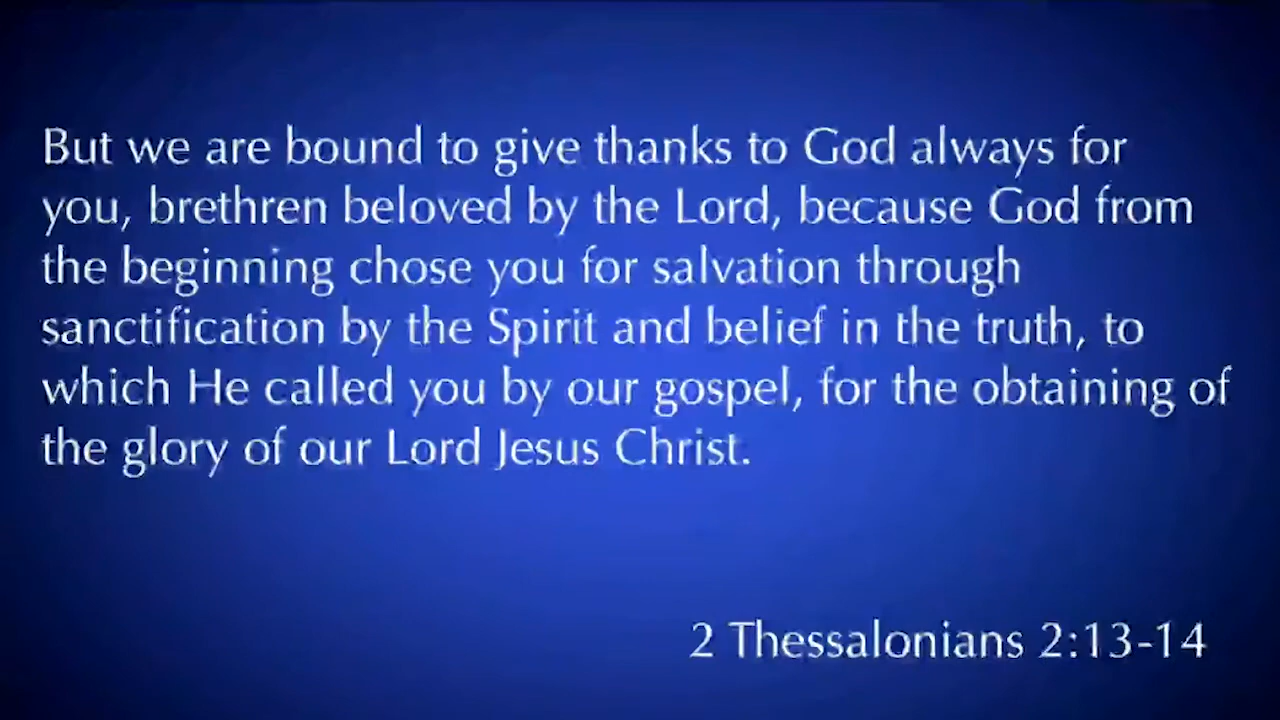 But we are bound to give thanks to God always for
you, brethren beloved by the Lord, because God from
the beginning chose you for salvation through
sanctification by the Spirit and belief in the truth, to
which He called you by our gospel, for the obtaining of
the glory of our Lord Jesus Christ.
2 Thessalonians 2:13-14